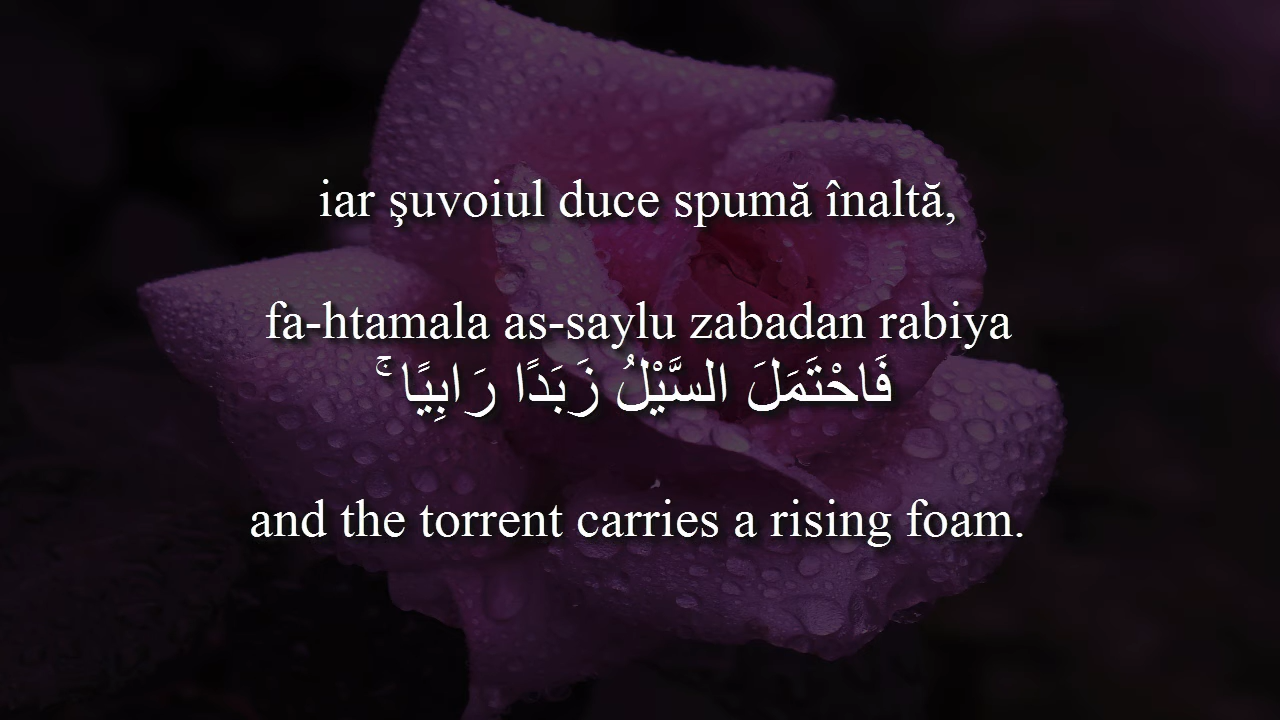 iar şuvoiul duce spumă înaltă,
fa-htamala as-saylu zabadan rabiya
فَاحْتَمَلَ السَّيْلُ زَبَدًا رَابِيًا ۚ
and the torrent carries a rising foam.